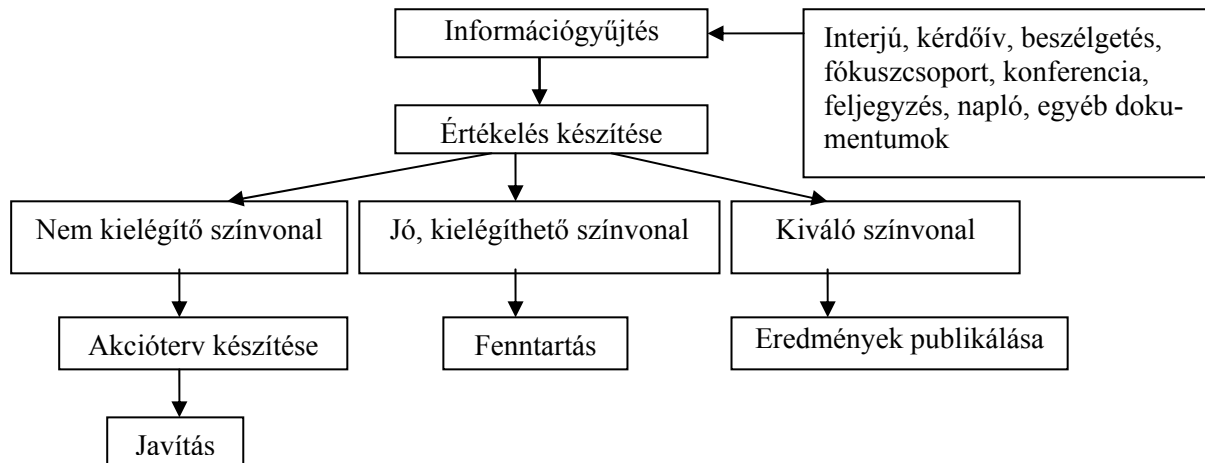 Információgyűjtés
Interjú, kérdőív, beszélgetés,
fókuszcsoport, konferencia,
feljegyzés, napló, egyéb doku-
mentumok
Értékelés készítése
Nem kielégítő színvonal
Jó, kielégíthető színvonal
Kiváló színvonal
Akcióterv készítése
Fenntartás
Eredmények publikálása
Javítás